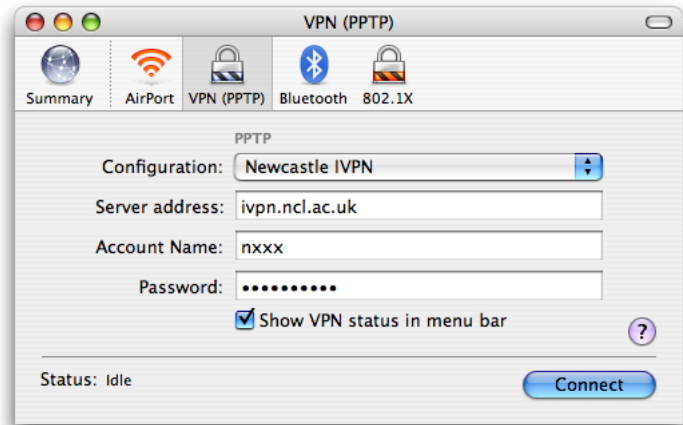 VPN (PPTP)
Summary AirPort VPN (PPTP) Bluetooth 802.1X
PPTP
Configuration: Newcastle IVPN
Server address: ivpn.ncl.ac.uk
Account Name: nxxx
Password: ••••••••••
Show VPN status in menu bar
?
Status: Idle
Connect